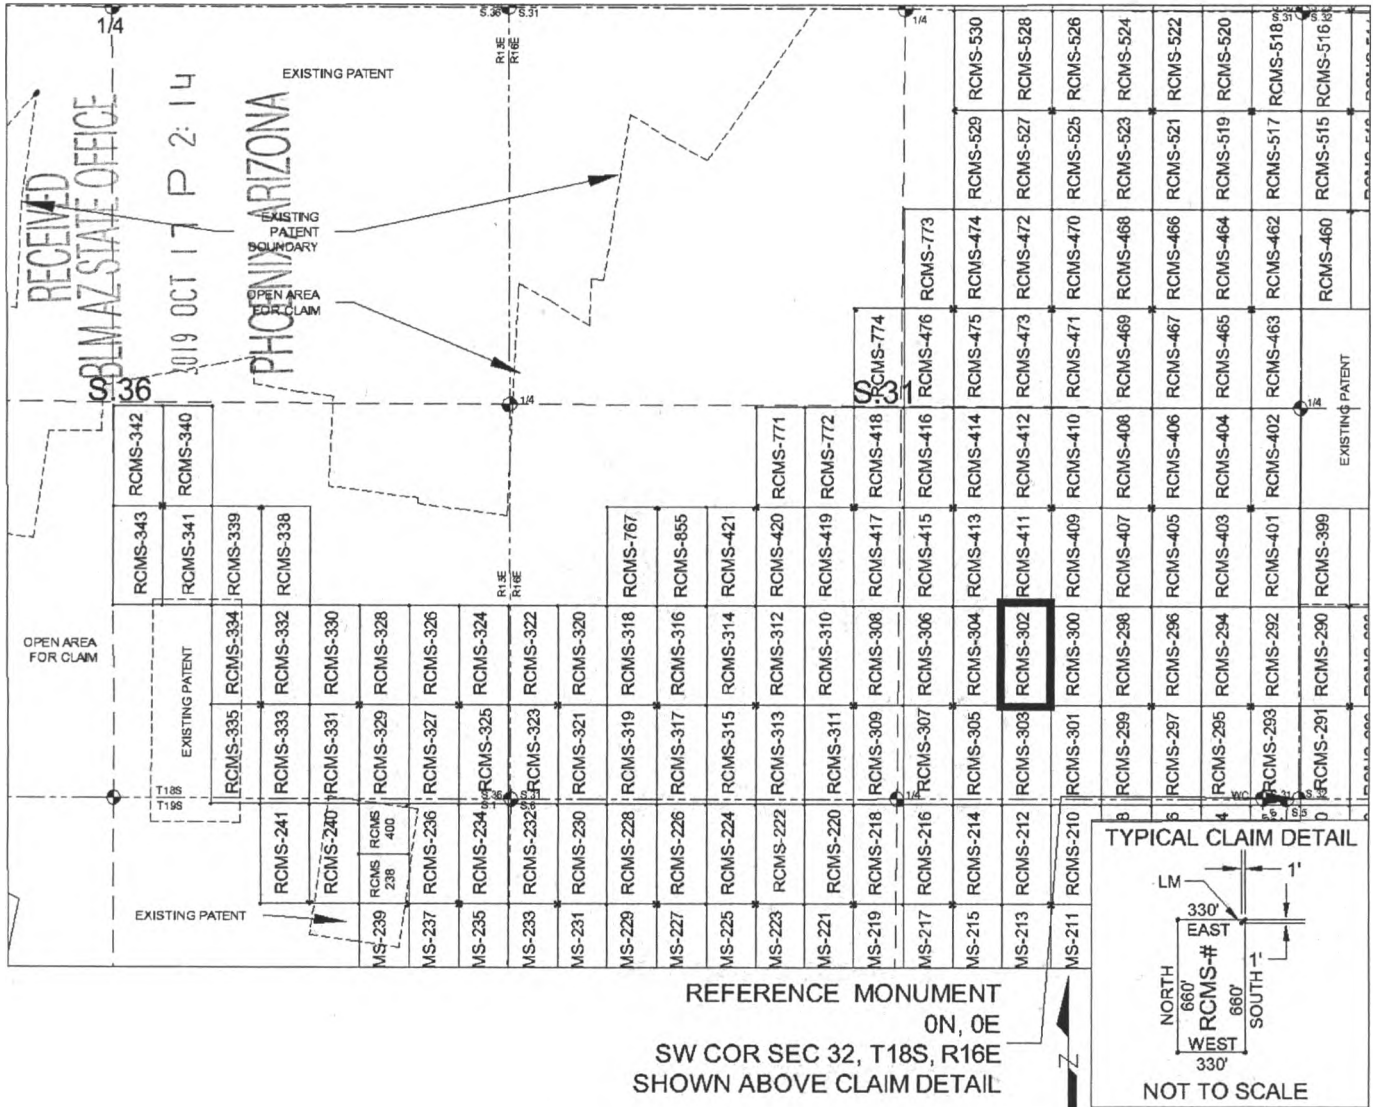 1/4
S.36
S.31
1/4
S.31
S.32
R15E
R16E
EXISTING PATENT
RECEIVED
BLM AZ STATE OFFICE
2019 OCT 17 P 2:14
PHOENIX, ARIZONA
EXISTING
PATENT
BOUNDARY
OPEN AREA
FOR CLAIM
RCMS-530
RCMS-528
RCMS-526
RCMS-524
RCMS-522
RCMS-520
RCMS-518
RCMS-516
RCMS-529
RCMS-527
RCMS-525
RCMS-523
RCMS-521
RCMS-519
RCMS-517
RCMS-515
RCMS-773
RCMS-474
RCMS-472
RCMS-470
RCMS-468
RCMS-466
RCMS-464
RCMS-462
RCMS-460
RCMS-774
RCMS-476
RCMS-475
RCMS-473
RCMS-471
RCMS-469
RCMS-467
RCMS-465
RCMS-463
EXISTING PATENT
S.36
1/4
S.31
1/4
RCMS-342
RCMS-340
RCMS-771
RCMS-772
RCMS-418
RCMS-416
RCMS-414
RCMS-412
RCMS-410
RCMS-408
RCMS-406
RCMS-404
RCMS-402
RCMS-343
RCMS-341
RCMS-339
RCMS-338
R15E
R16E
RCMS-767
RCMS-855
RCMS-421
RCMS-420
RCMS-419
RCMS-417
RCMS-415
RCMS-413
RCMS-411
RCMS-409
RCMS-407
RCMS-405
RCMS-403
RCMS-401
RCMS-399
OPEN AREA
FOR CLAIM
EXISTING PATENT
RCMS-334
RCMS-332
RCMS-330
RCMS-328
RCMS-326
RCMS-324
RCMS-322
RCMS-320
RCMS-318
RCMS-316
RCMS-314
RCMS-312
RCMS-310
RCMS-308
RCMS-306
RCMS-304
RCMS-302
RCMS-300
RCMS-298
RCMS-296
RCMS-294
RCMS-292
RCMS-290
RCMS-335
RCMS-333
RCMS-331
RCMS-329
RCMS-327
RCMS-325
RCMS-323
RCMS-321
RCMS-319
RCMS-317
RCMS-315
RCMS-313
RCMS-311
RCMS-309
RCMS-307
RCMS-305
RCMS-303
RCMS-301
RCMS-299
RCMS-297
RCMS-295
RCMS-293
RCMS-291
T18S
T19S
S.36
S.31
S.1
S.6
1/4
WC
S.31
S.32
S.6
S.5
RCMS-241
RCMS-240
RCMS
400
RCMS
238
RCMS-236
RCMS-234
RCMS-232
RCMS-230
RCMS-228
RCMS-226
RCMS-224
RCMS-222
RCMS-220
RCMS-218
RCMS-216
RCMS-214
RCMS-212
RCMS-210
EXISTING PATENT
MS-239
MS-237
MS-235
MS-233
MS-231
MS-229
MS-227
MS-225
MS-223
MS-221
MS-219
MS-217
MS-215
MS-213
MS-211
TYPICAL CLAIM DETAIL
LM
1'
330'
EAST
1'
NORTH
660'
RCMS-#
660'
SOUTH
WEST
330'
NOT TO SCALE
REFERENCE MONUMENT
0N, 0E
SW COR SEC 32, T18S, R16E
SHOWN ABOVE CLAIM DETAIL
N